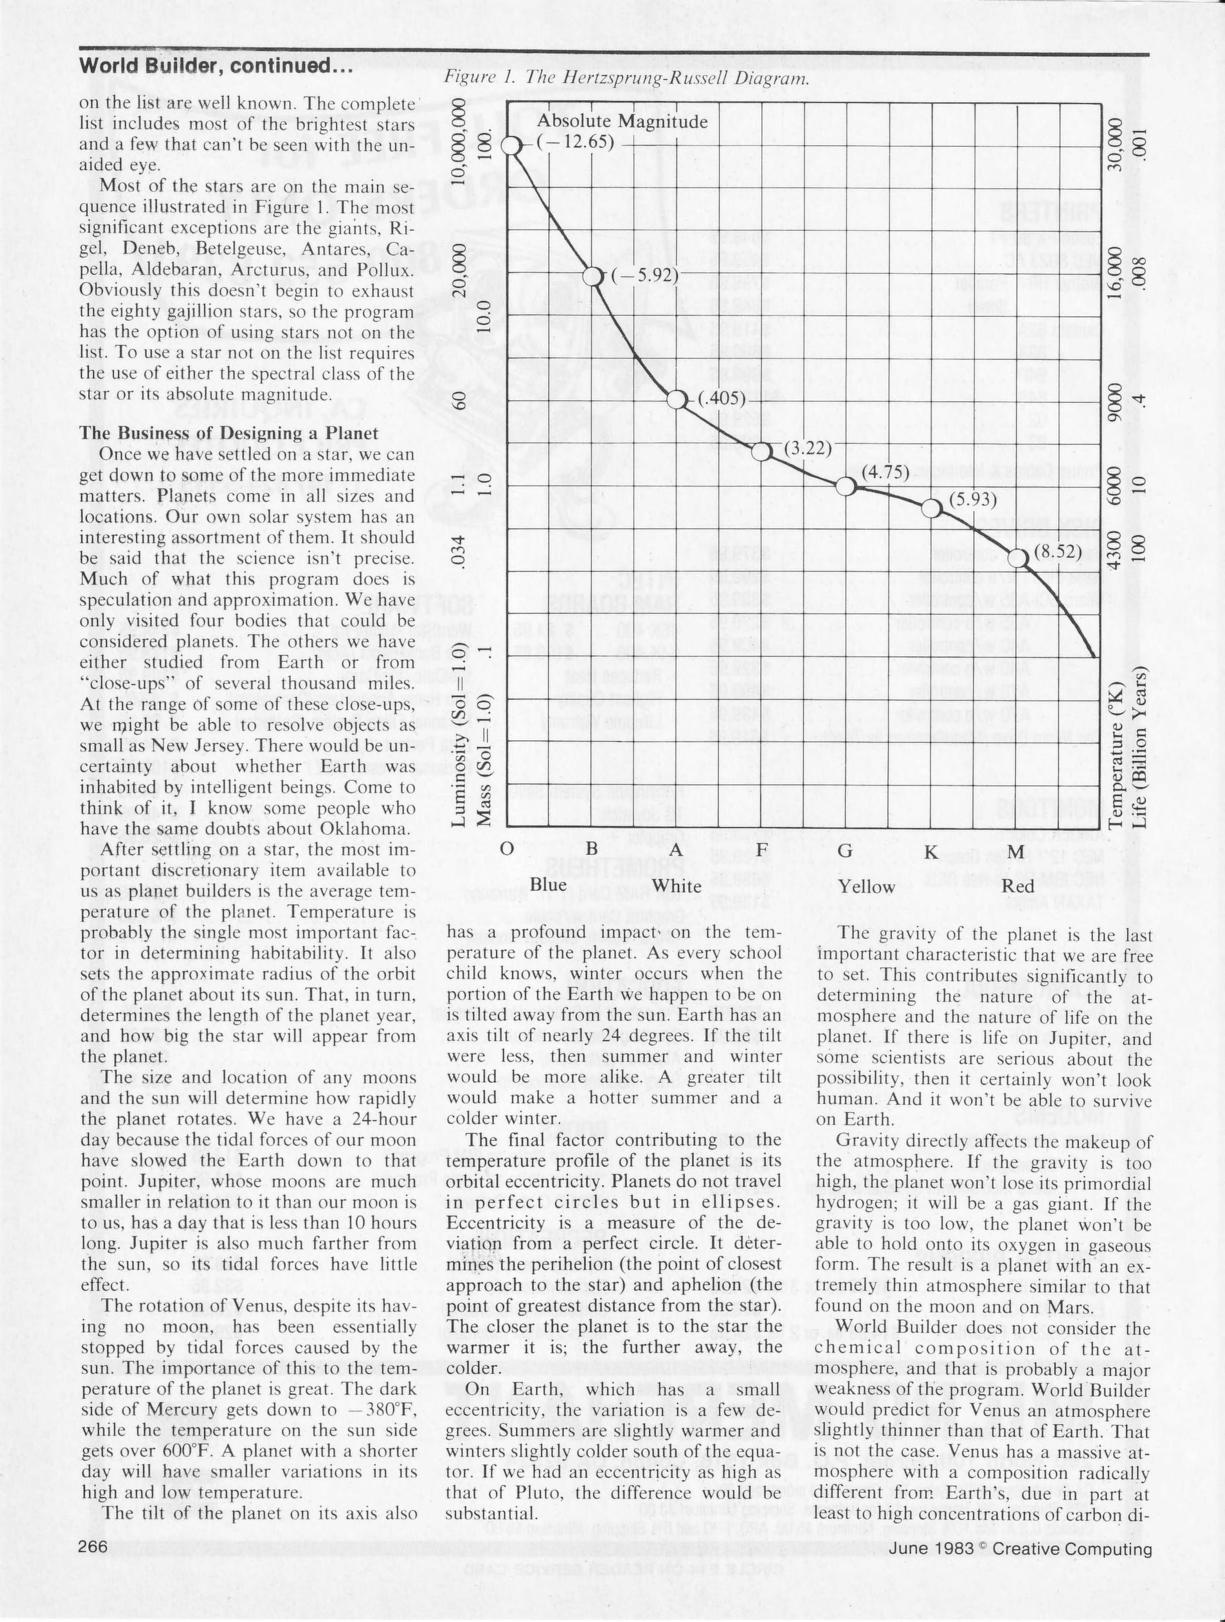 World Builder, continued...
on the list are well known. The complete
list includes most of the brightest stars
and a few that can't be seen with the un-
aided eye.
Most of the stars are on the main se-
quence illustrated in Figure 1. The most
significant exceptions are the giants, Ri-
gel, Deneb, Betelgeuse, Antares, Ca-
pella, Aldebaran, Arcturus, and Pollux.
Obviously this doesn't begin to exhaust
the eighty gajillion stars, so the program
has the option of using stars not on the
list. To use a star not on the list requires
the use of either the spectral class of the
star or its absolute magnitude.
The Business of Designing a Planet
Once we have settled on a star, we can
get down to some of the more immediate
matters. Planets come in all sizes and
locations. Our own solar system has an
interesting assortment of them. It should
be said that the science isn't precise.
Much of what this program does is
speculation and approximation. We have
only visited four bodies that could be
considered planets. The others we have
either studied from Earth or from
"close-ups" of several thousand miles.
At the range of some of these close-ups,
we might be able to resolve objects as
small as New Jersey. There would be un-
certainty about whether Earth was
inhabited by intelligent beings. Come to
think of it, I know some people who
have the same doubts about Oklahoma.
After settling on a star, the most im-
portant discretionary item available to
us as planet builders is the average tem-
perature of the planet. Temperature is
probably the single most important fac-
tor in determining habitability. It also
sets the approximate radius of the orbit
of the planet about its sun. That, in turn,
determines the length of the planet year,
and how big the star will appear from
the planet.
The size and location of any moons
and the sun will determine how rapidly
the planet rotates. We have a 24-hour
day because the tidal forces of our moon
have slowed the Earth down to that
point. Jupiter, whose moons are much
smaller in relation to it than our moon is
to us, has a day that is less than 10 hours
long. Jupiter is also much farther from
the sun, so its tidal forces have little
effect.
The rotation of Venus, despite its hav-
ing no moon, has been essentially
stopped by tidal forces caused by the
sun. The importance of this to the tem-
perature of the planet is great. The dark
side of Mercury gets down to −380°F,
while the temperature on the sun side
gets over 600°F. A planet with a shorter
day will have smaller variations in its
high and low temperature.
The tilt of the planet on its axis also
Figure 1. The Hertzsprung-Russell Diagram.
Absolute Magnitude
(−12.65)
(−5.92)
(.405)
(3.22)
(4.75)
(5.93)
(8.52)
Luminosity (Sol=1.0) .034 1.1 60 20,000 10,000,000
Mass (Sol=1.0) .1 1.0 10.0 100.
Temperature (°K) 4300 6000 9000 16,000 30,000
Life (Billion Years) 100 10 .4 .008 .001
O B A F G K M
Blue White Yellow Red
has a profound impact on the tem-
perature of the planet. As every school
child knows, winter occurs when the
portion of the Earth we happen to be on
is tilted away from the sun. Earth has an
axis tilt of nearly 24 degrees. If the tilt
were less, then summer and winter
would be more alike. A greater tilt
would make a hotter summer and a
colder winter.
The final factor contributing to the
temperature profile of the planet is its
orbital eccentricity. Planets do not travel
in perfect circles but in ellipses.
Eccentricity is a measure of the de-
viation from a perfect circle. It deter-
mines the perihelion (the point of closest
approach to the star) and aphelion (the
point of greatest distance from the star).
The closer the planet is to the star the
warmer it is; the further away, the
colder.
On Earth, which has a small
eccentricity, the variation is a few de-
grees. Summers are slightly warmer and
winters slightly colder south of the equa-
tor. If we had an eccentricity as high as
that of Pluto, the difference would be
substantial.
The gravity of the planet is the last
important characteristic that we are free
to set. This contributes significantly to
determining the nature of the at-
mosphere and the nature of life on the
planet. If there is life on Jupiter, and
some scientists are serious about the
possibility, then it certainly won't look
human. And it won't be able to survive
on Earth.
Gravity directly affects the makeup of
the atmosphere. If the gravity is too
high, the planet won't lose its primordial
hydrogen; it will be a gas giant. If the
gravity is too low, the planet won't be
able to hold onto its oxygen in gaseous
form. The result is a planet with an ex-
tremely thin atmosphere similar to that
found on the moon and on Mars.
World Builder does not consider the
chemical composition of the at-
mosphere, and that is probably a major
weakness of the program. World Builder
would predict for Venus an atmosphere
slightly thinner than that of Earth. That
is not the case. Venus has a massive at-
mosphere with a composition radically
different from Earth's, due in part at
least to high concentrations of carbon di-
266
June 1983 © Creative Computing